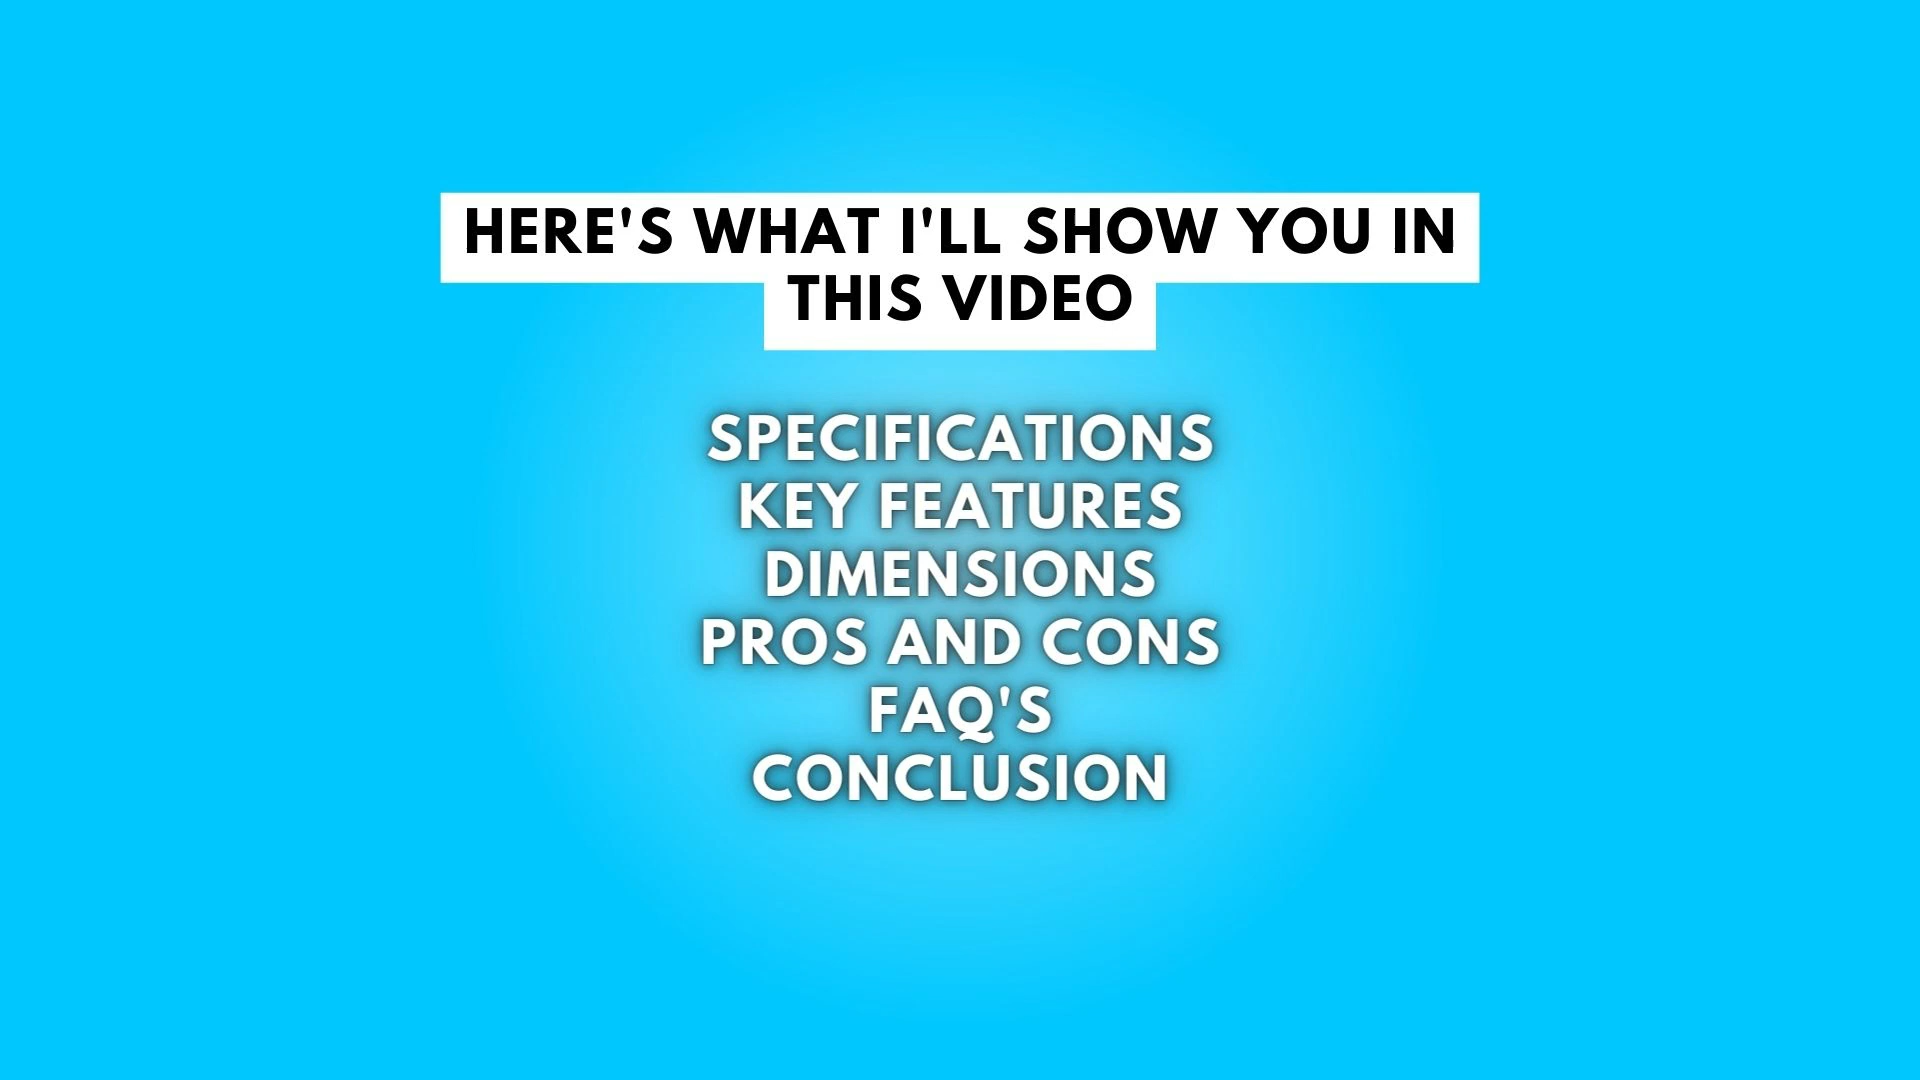 HERE'S WHAT I'LL SHOW YOU IN
THIS VIDEO
SPECIFICATIONS
KEY FEATURES
DIMENSIONS
PROS AND CONS
FAQ'S
CONCLUSION